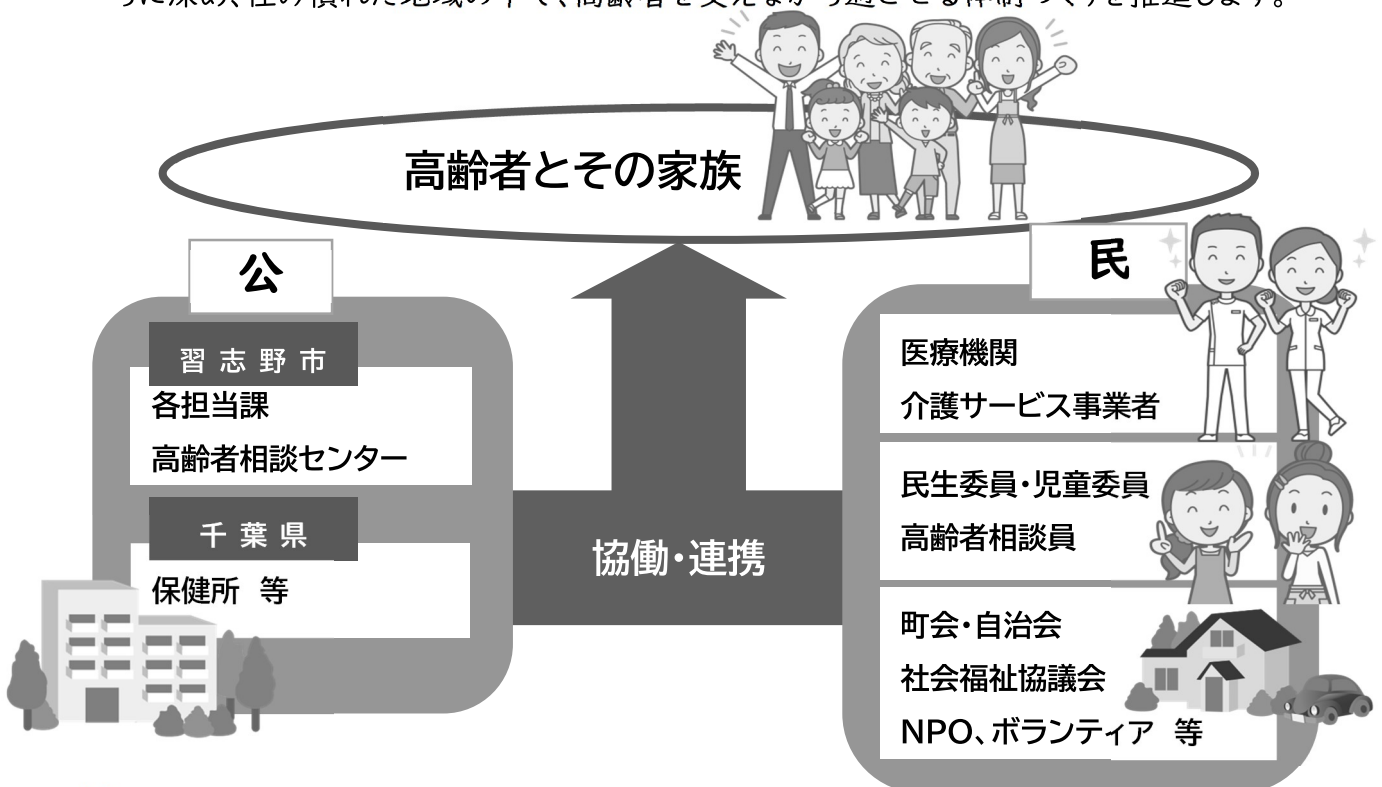 高齢者とその家族
公
習志野市
各担当課
高齢者相談センター
千葉県
保健所 等
協働・連携
民
医療機関
介護サービス事業者
民生委員・児童委員
高齢者相談員
町会・自治会
社会福祉協議会
NPO、ボランティア 等